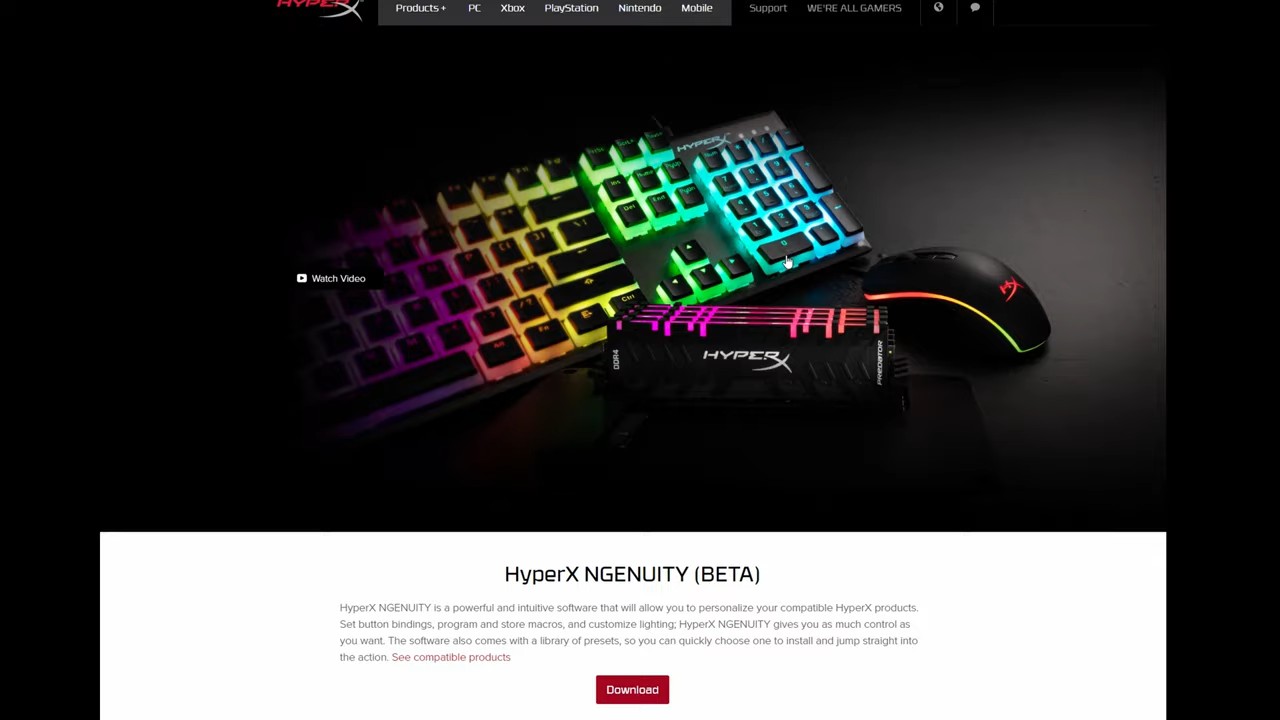 HYPERX
Products + PC Xbox PlayStation Nintendo Mobile Support WE'RE ALL GAMERS
HYPERX
Watch Video
DDR4 HYPERX PREDATOR
HyperX NGENUITY (BETA)
HyperX NGENUITY is a powerful and intuitive software that will allow you to personalize your compatible HyperX products.
Set button bindings, program and store macros, and customize lighting; HyperX NGENUITY gives you as much control as
you want. The software also comes with a library of presets, so you can quickly choose one to install and jump straight into
the action. See compatible products
Download